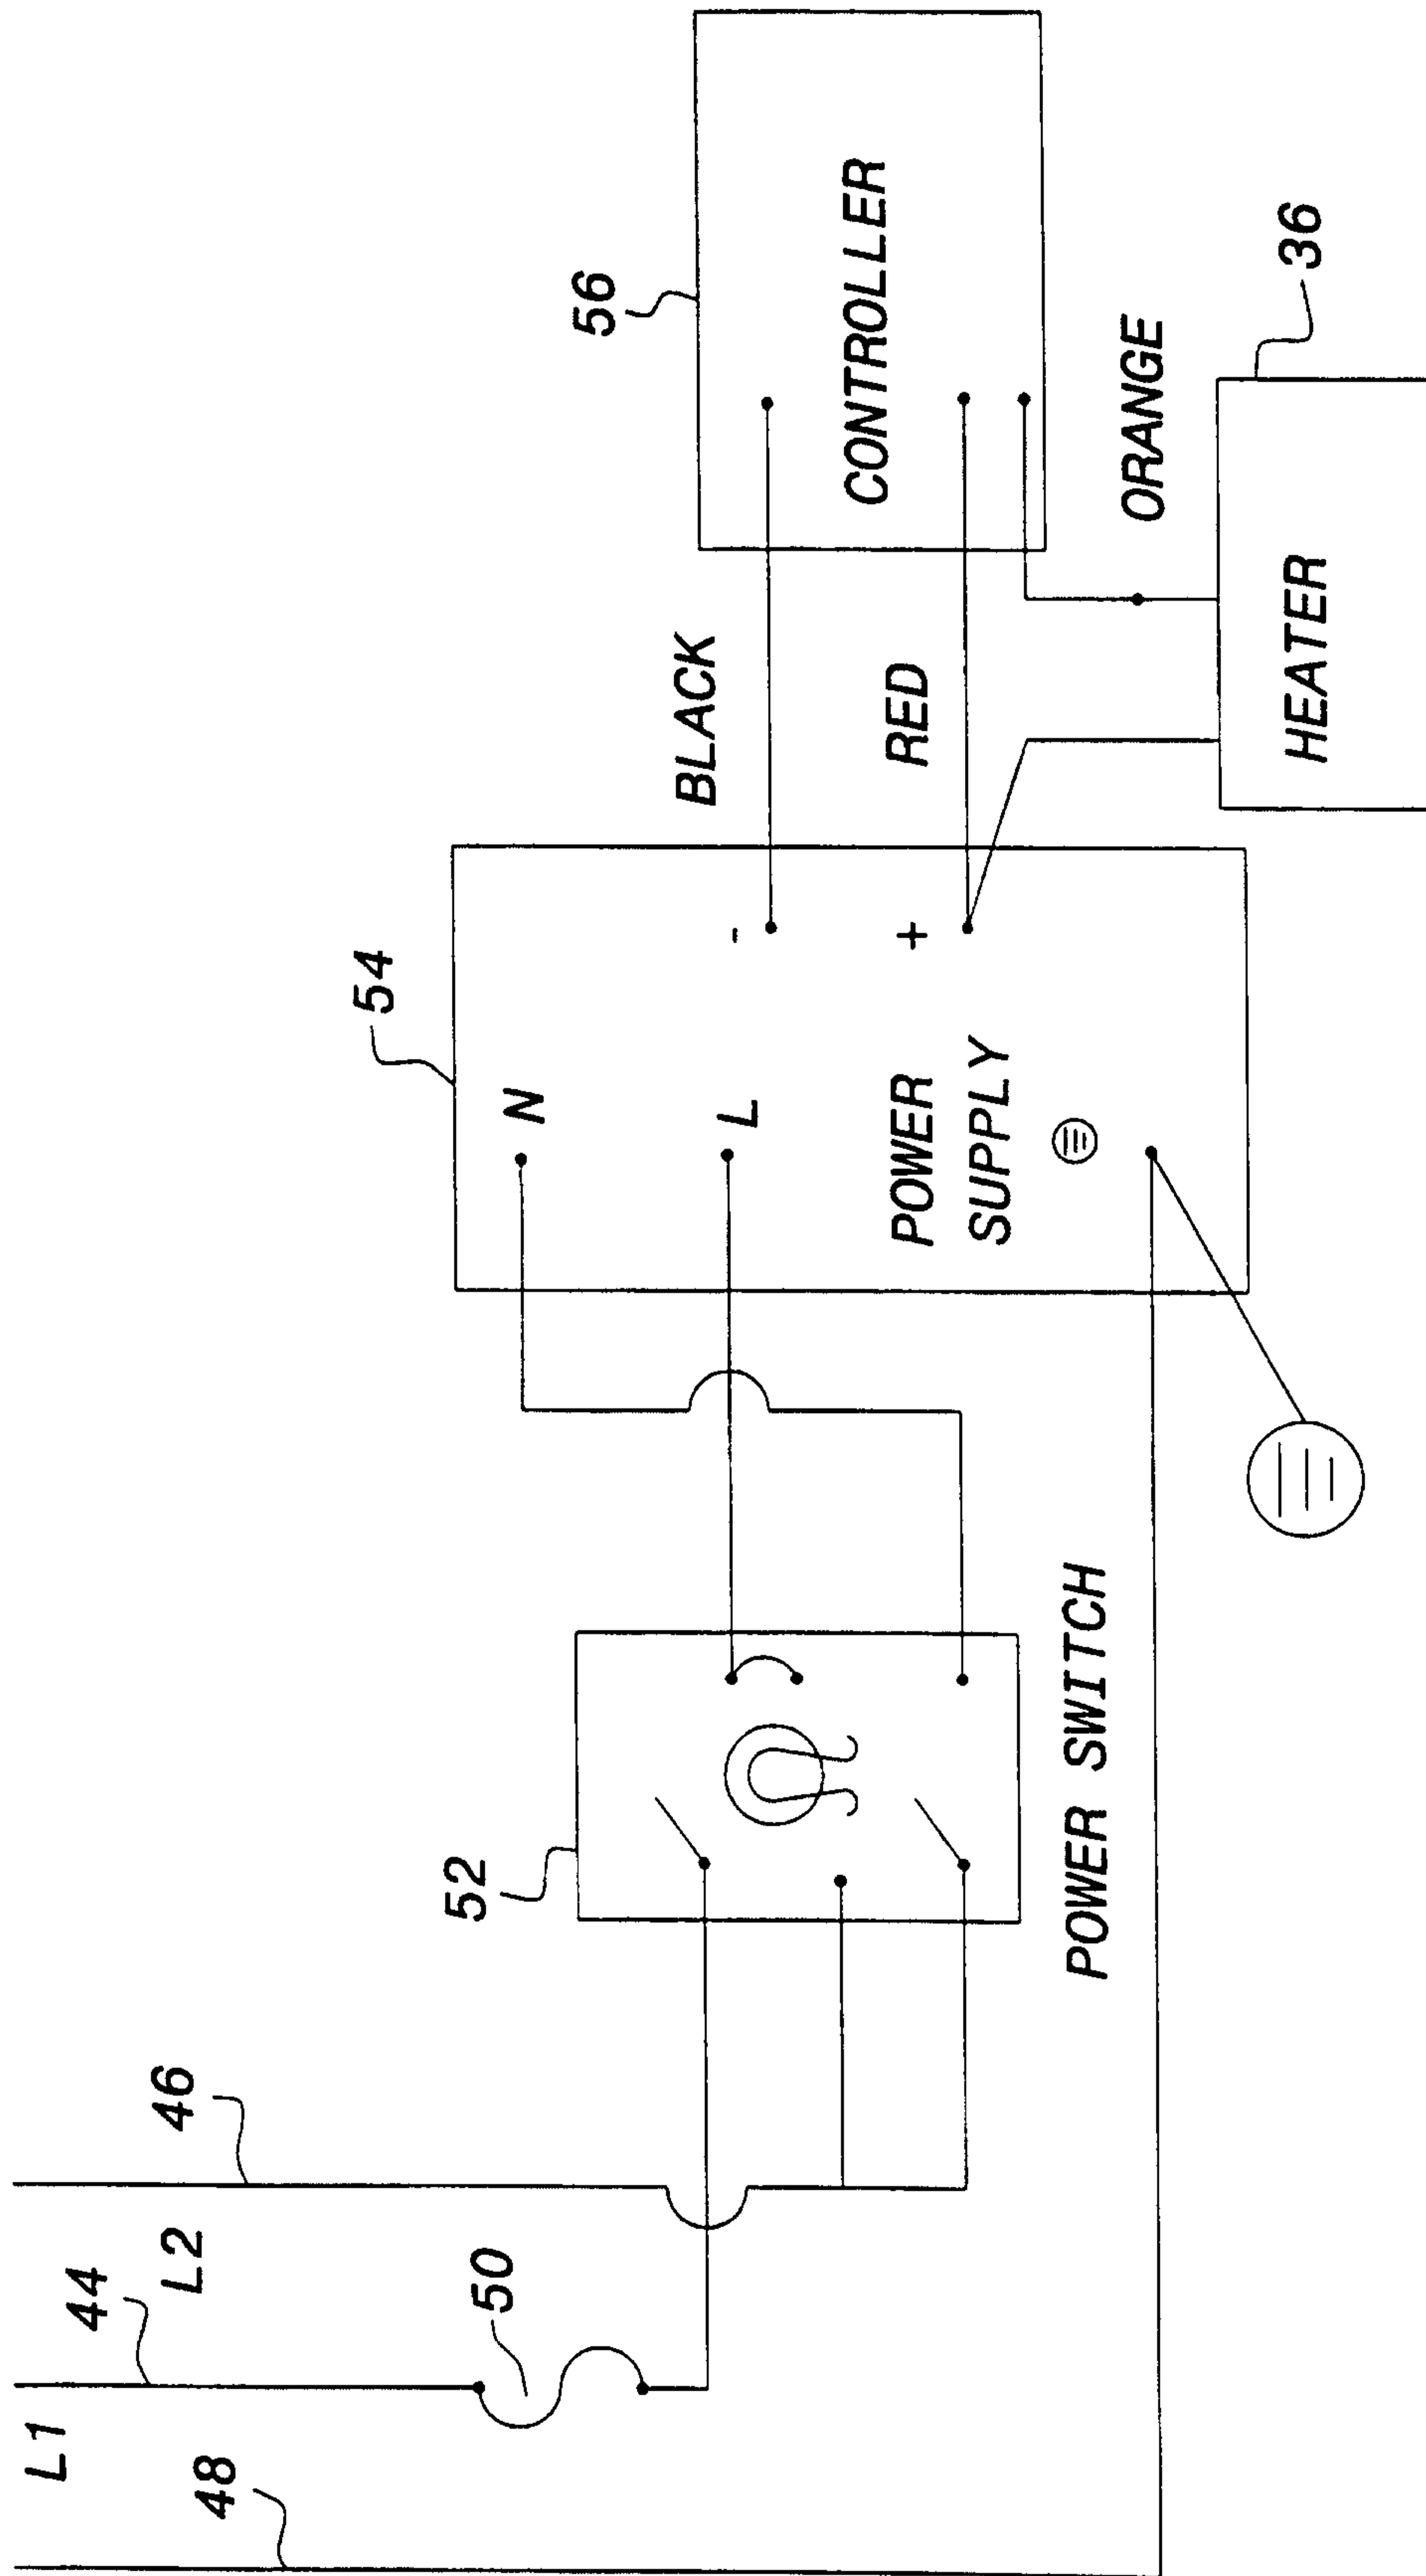 L1
44
L2
46
48
50
52
POWER SWITCH
54
N
L
-
+
POWER
SUPPLY
BLACK
RED
56
CONTROLLER
ORANGE
HEATER
36